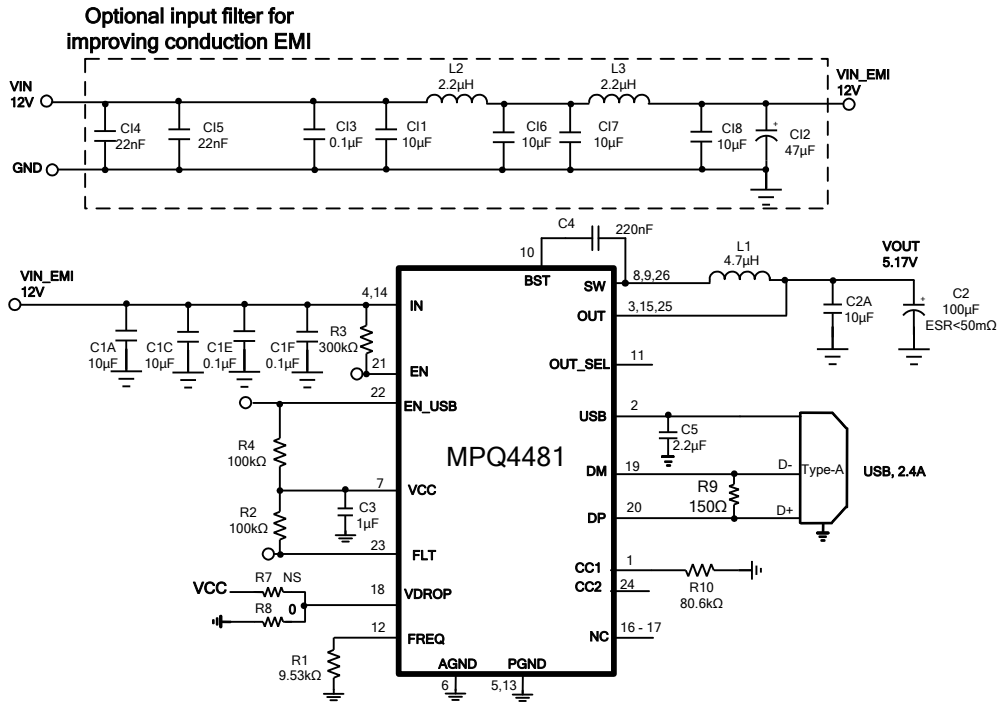 Optional input filter for
improving conduction EMI
VIN
12V
GND
CI4
22nF
CI5
22nF
CI3
0.1µF
CI1
10µF
L2
2.2µH
CI6
10µF
CI7
10µF
L3
2.2µH
CI8
10µF
CI2
47µF
+
VIN_EMI
12V
VIN_EMI
12V
C1A
10µF
C1C
10µF
C1E
0.1µF
C1F
0.1µF
R3
300kΩ
4,14
IN
21
EN
22
EN_USB
R4
100kΩ
7
VCC
C3
1µF
R2
100kΩ
23
FLT
VCC
R7
NS
R8
0
18
VDROP
12
FREQ
R1
9.53kΩ
MPQ4481
AGND
6
PGND
5,13
C4
220nF
10
BST
SW
8,9,26
L1
4.7µH
VOUT
5.17V
OUT
3,15,25
C2A
10µF
+
C2
100µF
ESR<50mΩ
OUT_SEL
11
USB
2
C5
2.2µF
DM
19
D-
R9
150Ω
DP
20
D+
Type-A
USB, 2.4A
CC1
1
R10
80.6kΩ
CC2
24
NC
16 - 17